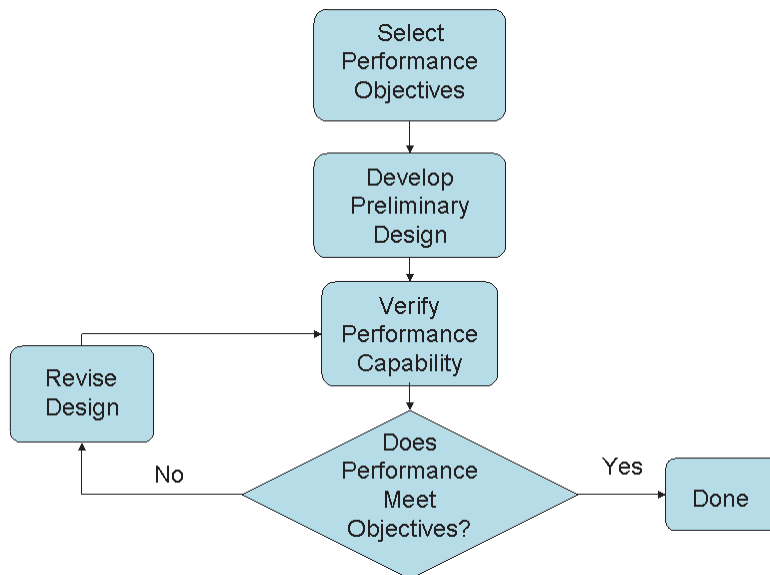 Select
Performance
Objectives
Develop
Preliminary
Design
Verify
Performance
Capability
Revise
Design
Does
Performance
Meet
Objectives?
No
Yes
Done